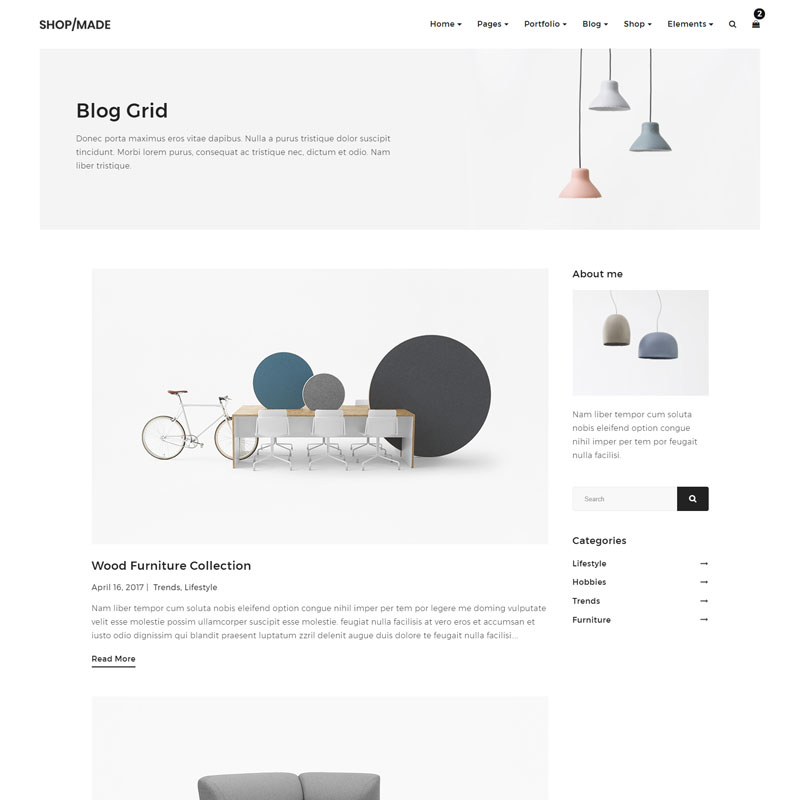 SHOP/MADE
Home Pages Portfolio Blog Shop Elements 2
Blog Grid
Donec porta maximus eros vitae dapibus. Nulla a purus tristique dolor suscipit
tincidunt. Morbi lorem purus, consequat ac tristique nec, dictum et odio. Nam
liber tristique.
Wood Furniture Collection
April 16, 2017 | Trends, Lifestyle
Nam liber tempor cum soluta nobis eleifend option congue nihil imper per tem por legere me doming vulputate
velit esse molestie possim ullamcorper suscipit esse molestie. feugiat nulla facilisis at vero eros et accumsan et
iusto odio dignissim qui blandit praesent luptatum zzril delenit augue duis dolore te feugait nulla facilisi...
Read More
About me
Nam liber tempor cum soluta
nobis eleifend option congue
nihil imper per tem por feugait
nulla facilisi.
Search
Categories
Lifestyle
Hobbies
Trends
Furniture